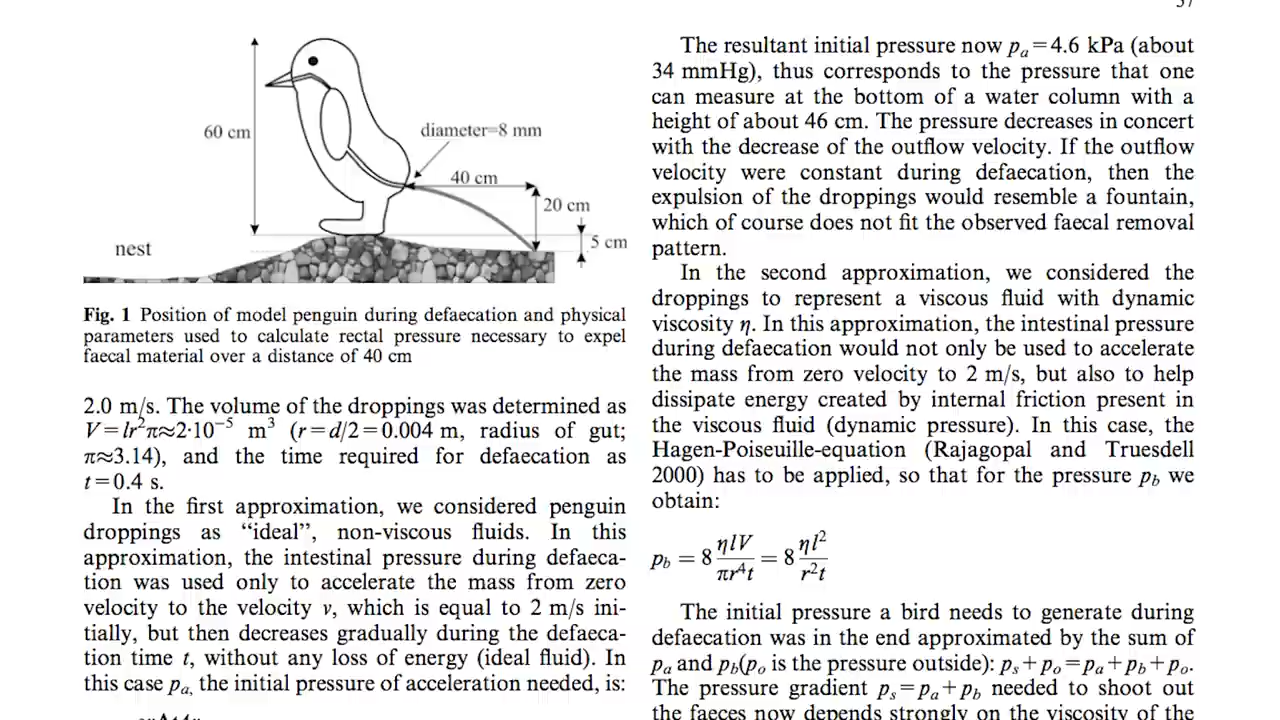 60 cm
diameter=8 mm
40 cm
20 cm
5 cm
nest
Fig. 1 Position of model penguin during defaecation and physical
parameters used to calculate rectal pressure necessary to expel
faecal material over a distance of 40 cm
2.0 m/s. The volume of the droppings was determined as
V=lr²π≈2·10⁻⁵ m³ (r=d/2=0.004 m, radius of gut;
π≈3.14), and the time required for defaecation as
t=0.4 s.
In the first approximation, we considered penguin
droppings as “ideal”, non-viscous fluids. In this
approximation, the intestinal pressure during defaeca-
tion was used only to accelerate the mass from zero
velocity to the velocity v, which is equal to 2 m/s ini-
tially, but then decreases gradually during the defaeca-
tion time t, without any loss of energy (ideal fluid). In
this case pₐ, the initial pressure of acceleration needed, is:
The resultant initial pressure now pₐ=4.6 kPa (about
34 mmHg), thus corresponds to the pressure that one
can measure at the bottom of a water column with a
height of about 46 cm. The pressure decreases in concert
with the decrease of the outflow velocity. If the outflow
velocity were constant during defaecation, then the
expulsion of the droppings would resemble a fountain,
which of course does not fit the observed faecal removal
pattern.
In the second approximation, we considered the
droppings to represent a viscous fluid with dynamic
viscosity η. In this approximation, the intestinal pressure
during defaecation would not only be used to accelerate
the mass from zero velocity to 2 m/s, but also to help
dissipate energy created by internal friction present in
the viscous fluid (dynamic pressure). In this case, the
Hagen-Poiseuille-equation (Rajagopal and Truesdell
2000) has to be applied, so that for the pressure p_b we
obtain:
p_b = 8 ηlV/πr⁴t = 8 ηl²/r²t
The initial pressure a bird needs to generate during
defaecation was in the end approximated by the sum of
pₐ and p_b(pₒ is the pressure outside): pₛ+pₒ=pₐ+p_b+pₒ.
The pressure gradient pₛ=pₐ+p_b needed to shoot out
the faeces now depends strongly on the viscosity of the